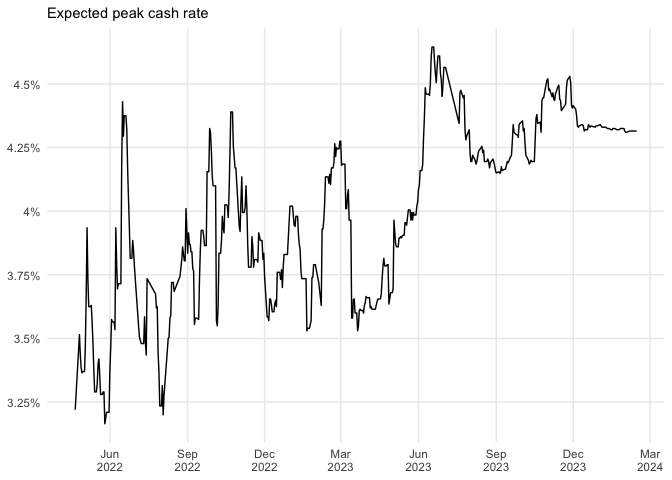 Expected peak cash rate
4.5%
4.25%
4%
3.75%
3.5%
3.25%
Jun Sep Dec Mar Jun Sep Dec Mar
2022 2022 2022 2023 2023 2023 2023 2024